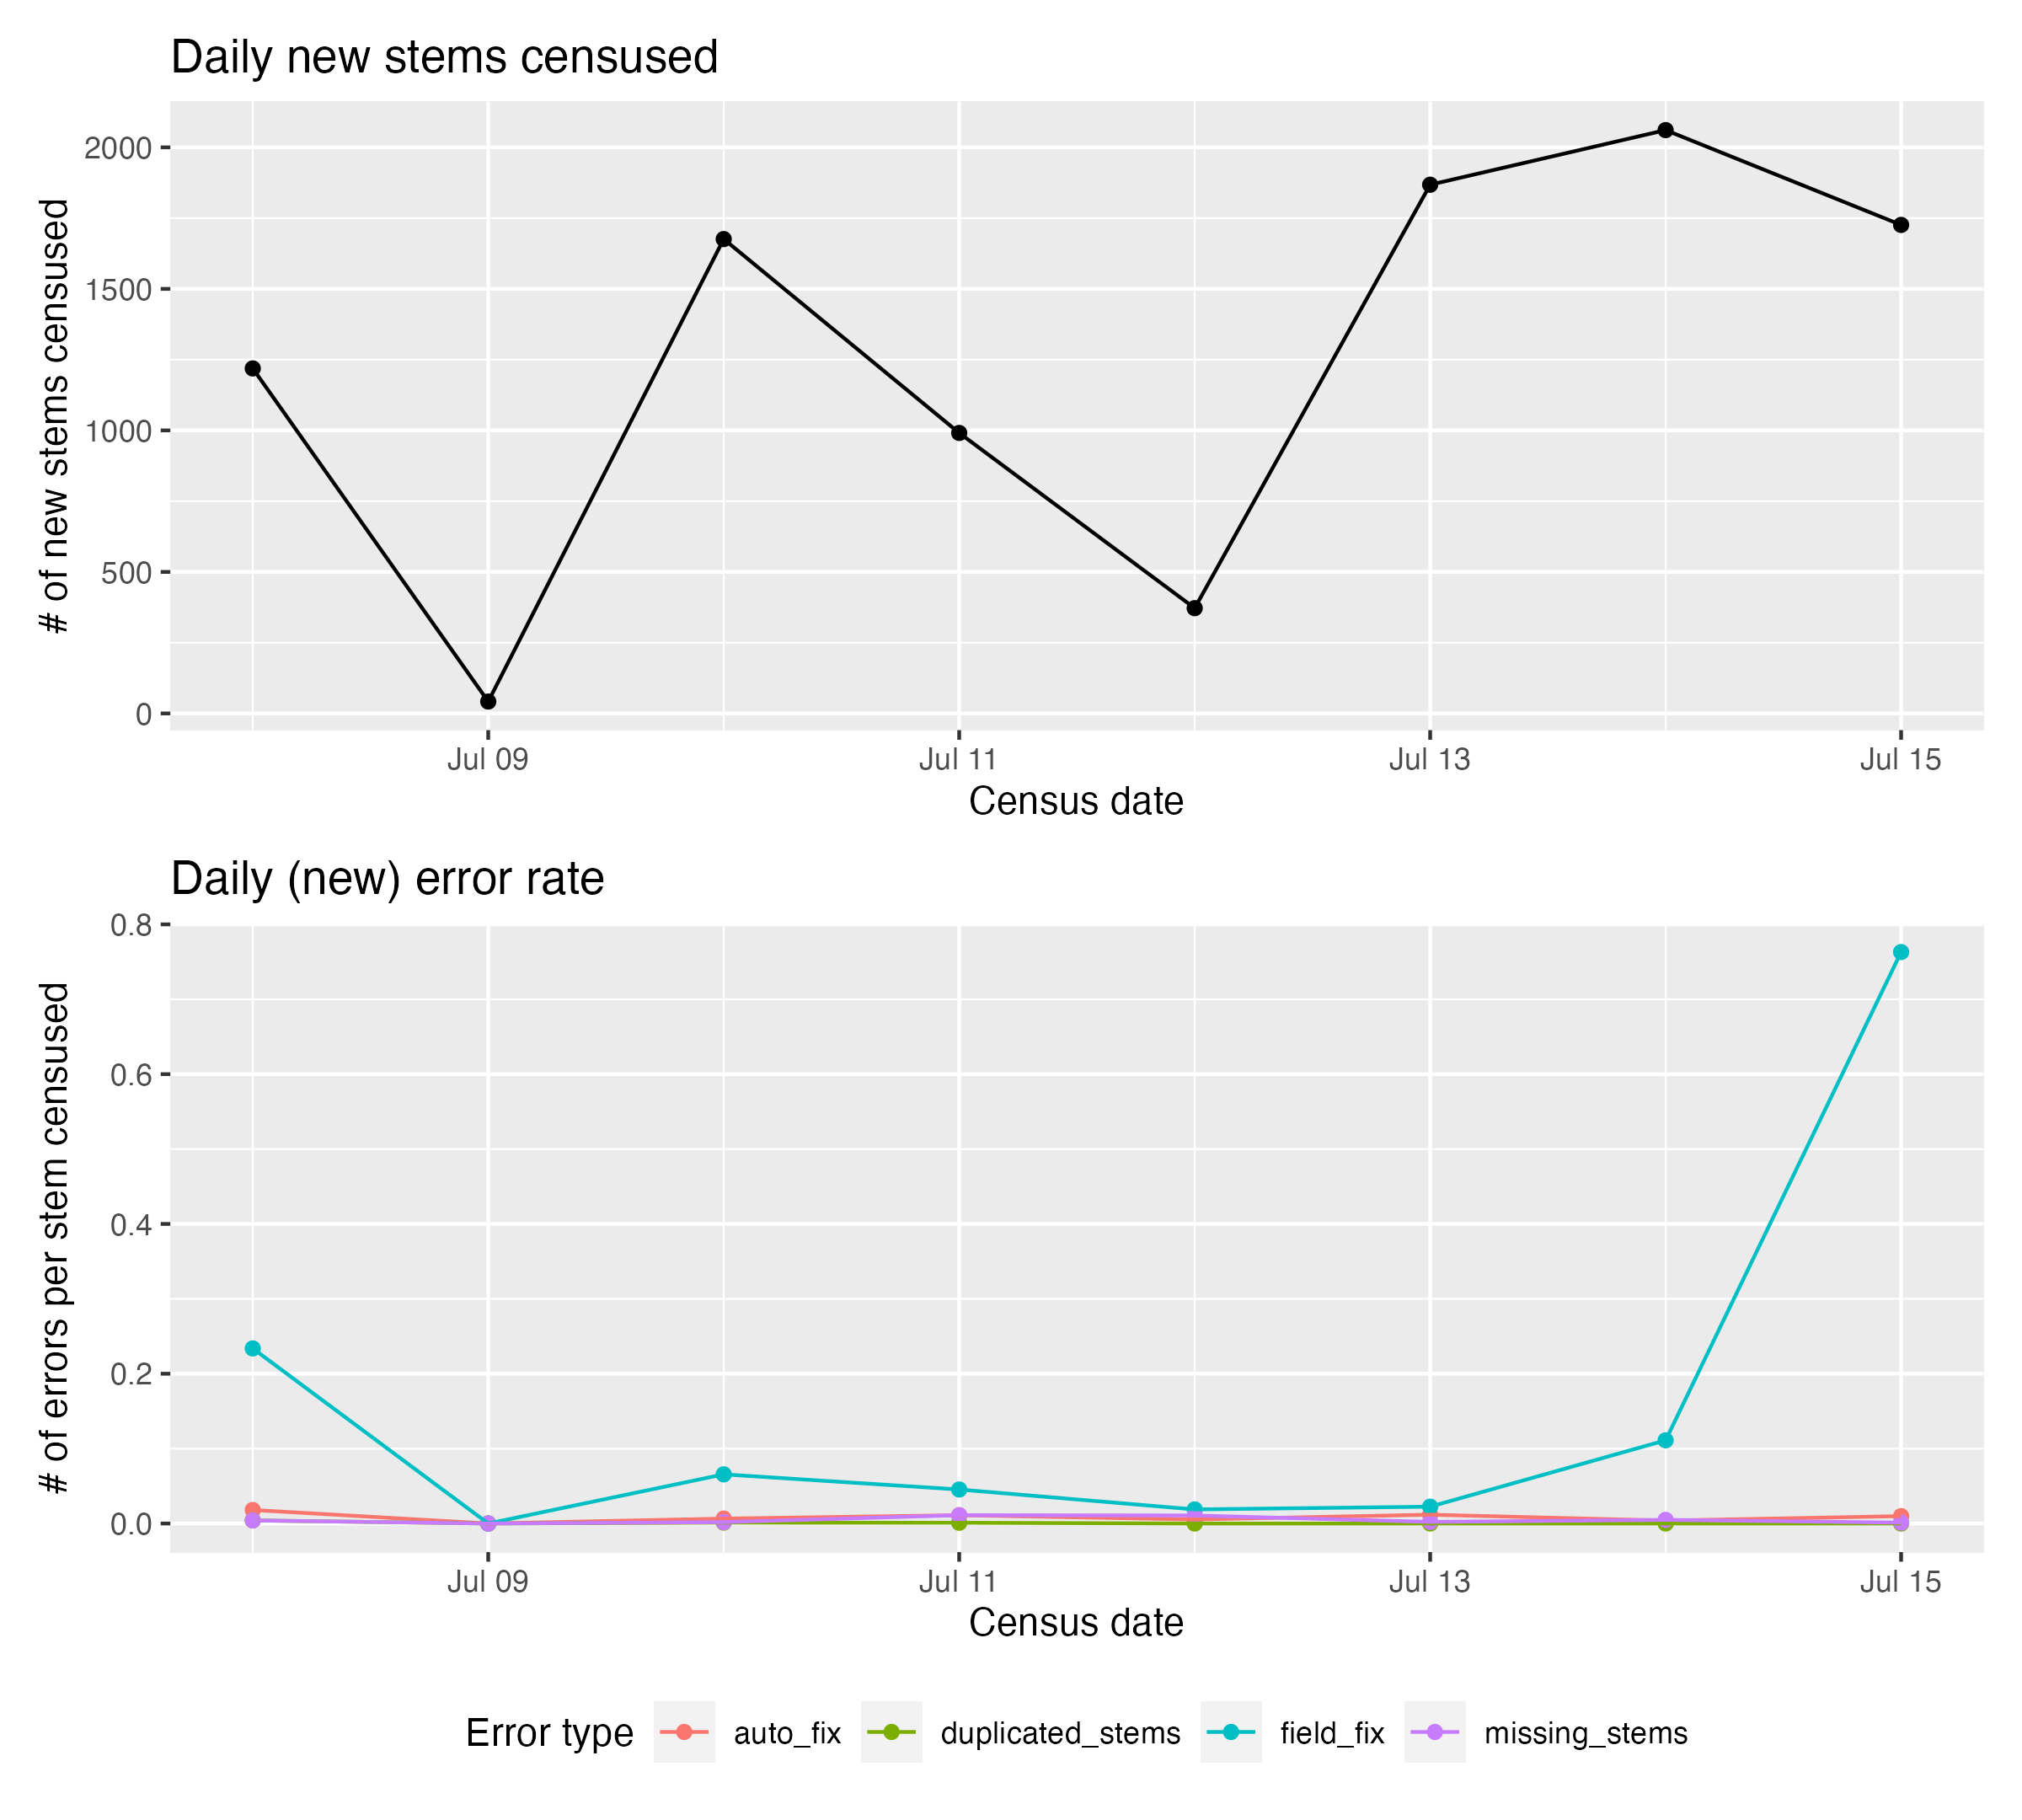 Daily new stems censused
# of new stems censused
2000
1500
1000
500
0
Jul 09 Jul 11 Jul 13 Jul 15
Census date
Daily (new) error rate
# of errors per stem censused
0.8
0.6
0.4
0.2
0.0
Jul 09 Jul 11 Jul 13 Jul 15
Census date
Error type auto_fix duplicated_stems field_fix missing_stems